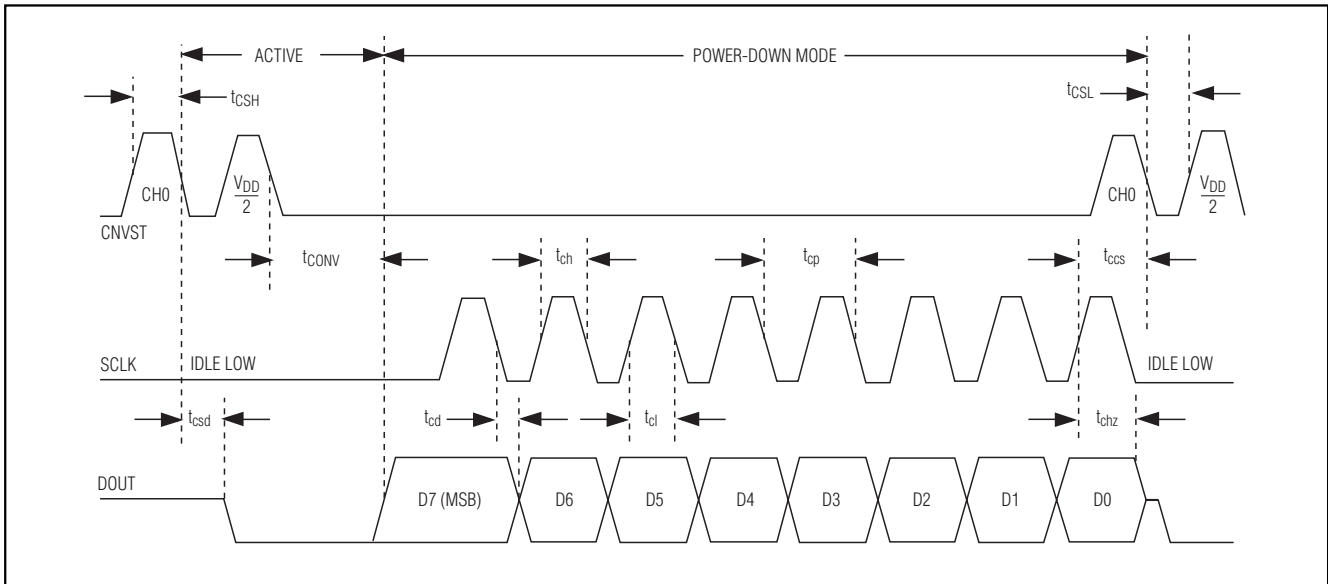 ACTIVE
POWER-DOWN MODE
tCSH
tCSL
CH0
VDD
2
CH0
VDD
2
CNVST
tCONV
tch
tcp
tccs
SCLK
IDLE LOW
IDLE LOW
tcsd
tcd
tcl
tchz
DOUT
D7 (MSB)
D6
D5
D4
D3
D2
D1
D0